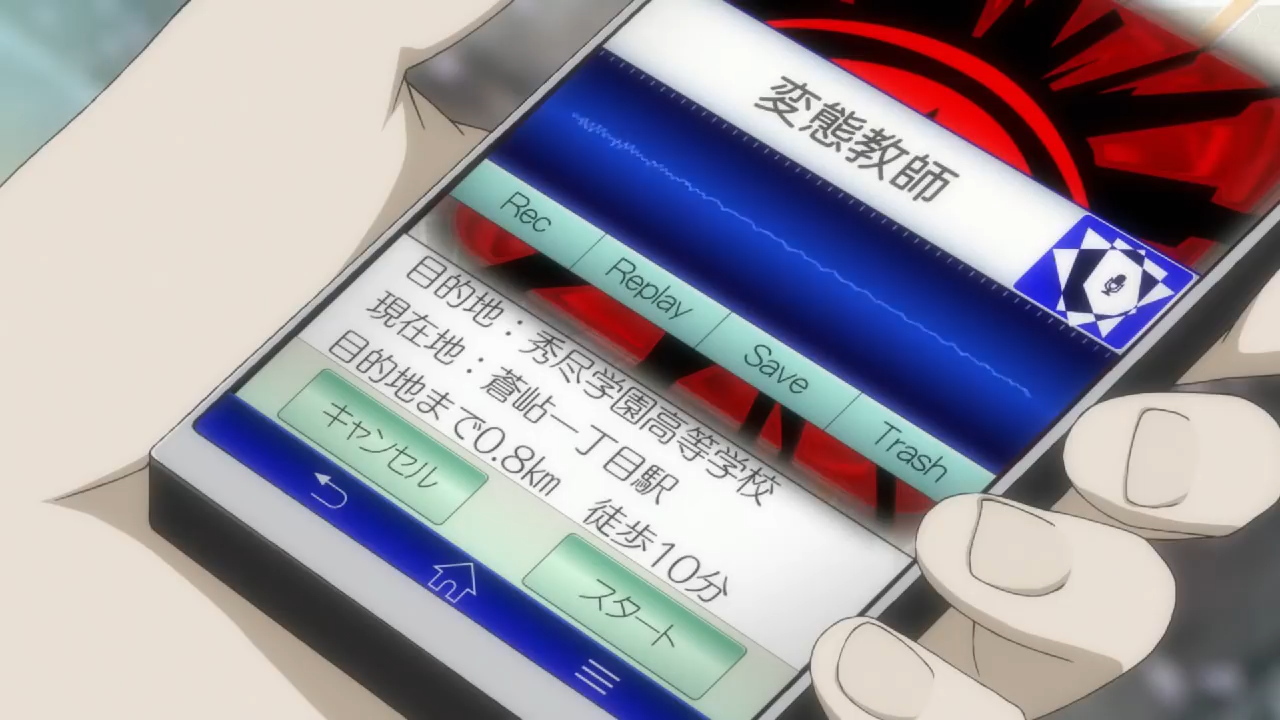 変態教師
Rec
Replay
Save
Trash
目的地：秀尽学園高等学校
現在地：蒼山一丁目駅
目的地まで0.8km 徒歩10分
キャンセル
スタート